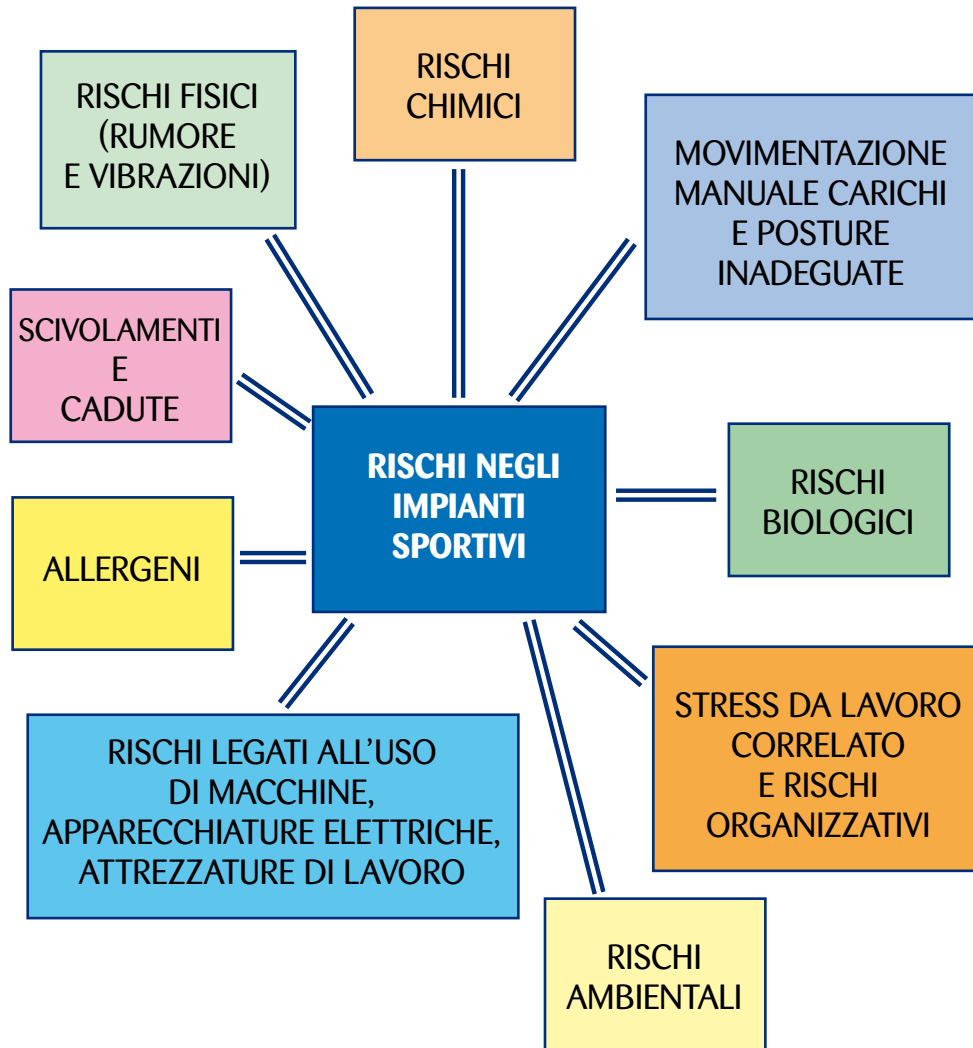 RISCHI FISICI
(RUMORE
E VIBRAZIONI)
RISCHI
CHIMICI
MOVIMENTAZIONE
MANUALE CARICHI
E POSTURE
INADEGUATE
SCIVOLAMENTI
E
CADUTE
RISCHI NEGLI
IMPIANTI
SPORTIVI
RISCHI
BIOLOGICI
ALLERGENI
RISCHI LEGATI ALL’USO
DI MACCHINE,
APPARECCHIATURE ELETTRICHE,
ATTREZZATURE DI LAVORO
STRESS DA LAVORO
CORRELATO
E RISCHI
ORGANIZZATIVI
RISCHI
AMBIENTALI